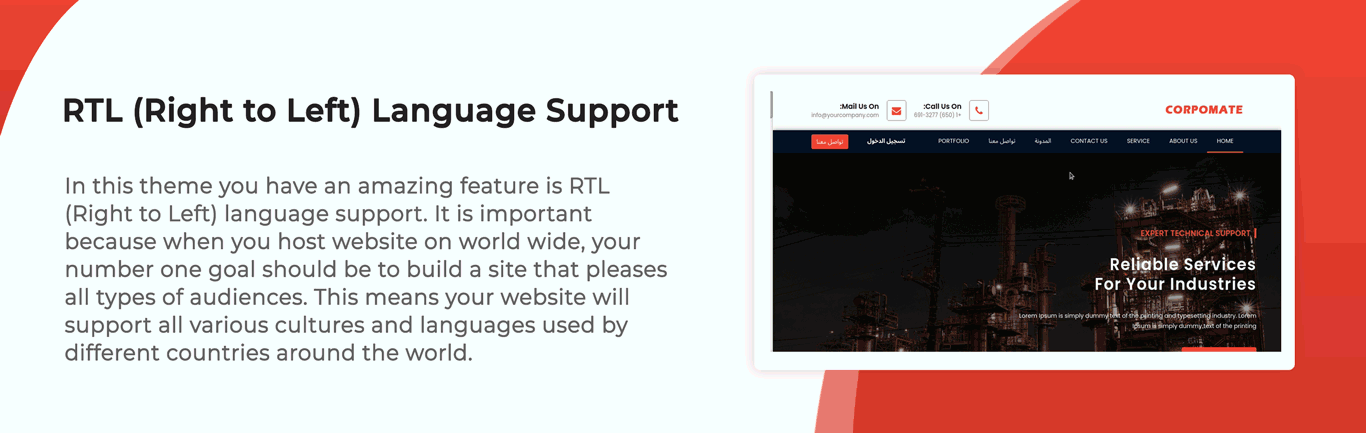 RTL (Right to Left) Language Support
In this theme you have an amazing feature is RTL
(Right to Left) language support. It is important
because when you host website on world wide, your
number one goal should be to build a site that pleases
all types of audiences. This means your website will
support all various cultures and languages used by
different countries around the world.
:Mail Us On
info@yourcompany.com
:Call Us On
691-3277 (650) 1+
CORPOMATE
تواصل معنا
تسجيل الدخول
PORTFOLIO
تواصل معنا
المدونة
CONTACT US
SERVICE
ABOUT US
HOME
EXPERT TECHNICAL SUPPORT
Reliable Services
For Your Industries
Lorem Ipsum is simply dummy text of the printing and typesetting industry. Lorem
Ipsum is simply dummy text of the printing